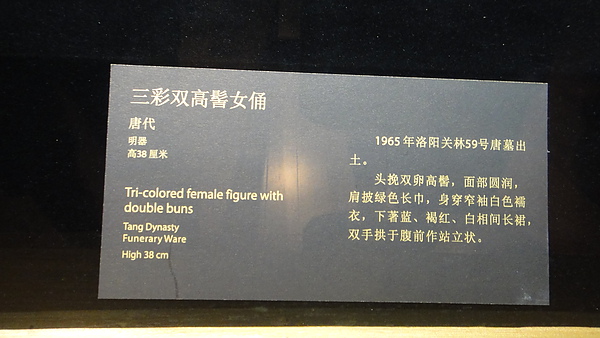 三彩双高髻女俑
唐代
明器
高38厘米
Tri-colored female figure with
double buns
Tang Dynasty
Funerary Ware
High 38 cm
1965年洛阳关林59号唐墓出
土。
头挽双卵高髻，面部圆润，
肩披绿色长巾，身穿窄袖白色襦
衣，下著蓝、褐红、白相间长裙，
双手拱于腹前作站立状。